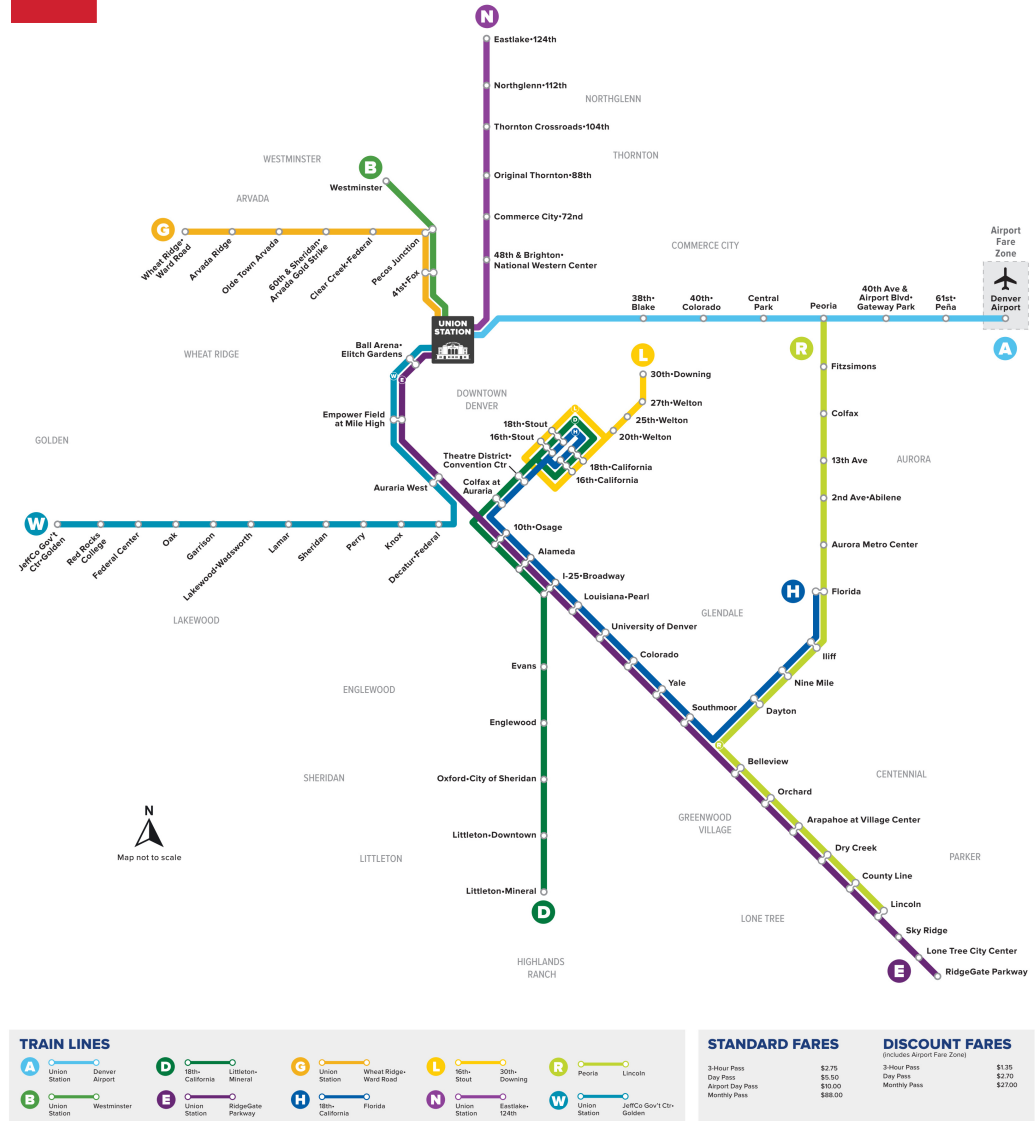 N
Eastlake•124th
Northglenn•112th
NORTHGLENN
Thornton Crossroads•104th
THORNTON
WESTMINSTER
B
Westminster
Original Thornton•88th
ARVADA
Commerce City•72nd
G
Wheat Ridge•
Ward Road
Arvada Ridge
Olde Town Arvada
60th & Sheridan•
Arvada Gold Strike
Clear Creek•Federal
Pecos Junction
41st•Fox
48th & Brighton•
National Western Center
COMMERCE CITY
Airport
Fare
Zone
38th•
Blake
40th•
Colorado
Central
Park
Peoria
40th Ave &
Airport Blvd•
Gateway Park
61st•
Peña
Denver
Airport
A
UNION
STATION
Ball Arena•
Elitch Gardens
WHEAT RIDGE
W
E
L
30th•Downing
R
Fitzsimons
DOWNTOWN
DENVER
27th•Welton
25th•Welton
20th•Welton
Empower Field
at Mile High
L
D
H
18th•Stout
16th•Stout
Colfax
GOLDEN
Theatre District•
Convention Ctr
18th•California
16th•California
13th Ave
AURORA
Colfax at
Auraria
Auraria West
2nd Ave•Abilene
W
JeffCo Gov't
Ctr•Golden
Red Rocks
College
Federal Center
Oak
Garrison
Lakewood•Wadsworth
Lamar
Sheridan
Perry
Knox
Decatur•Federal
10th•Osage
Alameda
Aurora Metro Center
I-25•Broadway
Louisiana•Pearl
H
Florida
LAKEWOOD
GLENDALE
University of Denver
Colorado
Iliff
Evans
Yale
Nine Mile
ENGLEWOOD
Southmoor
Dayton
Englewood
R
Belleview
SHERIDAN
Oxford•City of Sheridan
CENTENNIAL
Orchard
N
GREENWOOD
VILLAGE
Arapahoe at Village Center
Littleton•Downtown
Map not to scale
LITTLETON
Dry Creek
PARKER
County Line
Littleton•Mineral
Lincoln
D
LONE TREE
Sky Ridge
Lone Tree City Center
HIGHLANDS
RANCH
E
RidgeGate Parkway
TRAIN LINES
A
Union
Station
Denver
Airport
D
18th•
California
Littleton•
Mineral
G
Union
Station
Wheat Ridge•
Ward Road
L
16th•
Stout
30th•
Downing
R
Peoria
Lincoln
B
Union
Station
Westminster
E
Union
Station
RidgeGate
Parkway
H
18th•
California
Florida
N
Union
Station
Eastlake•
124th
W
Union
Station
JeffCo Gov't Ctr•
Golden
STANDARD FARES
3-Hour Pass $2.75
Day Pass $5.50
Airport Day Pass $10.00
Monthly Pass $88.00
DISCOUNT FARES
(includes Airport Fare Zone)
3-Hour Pass $1.35
Day Pass $2.70
Monthly Pass $27.00